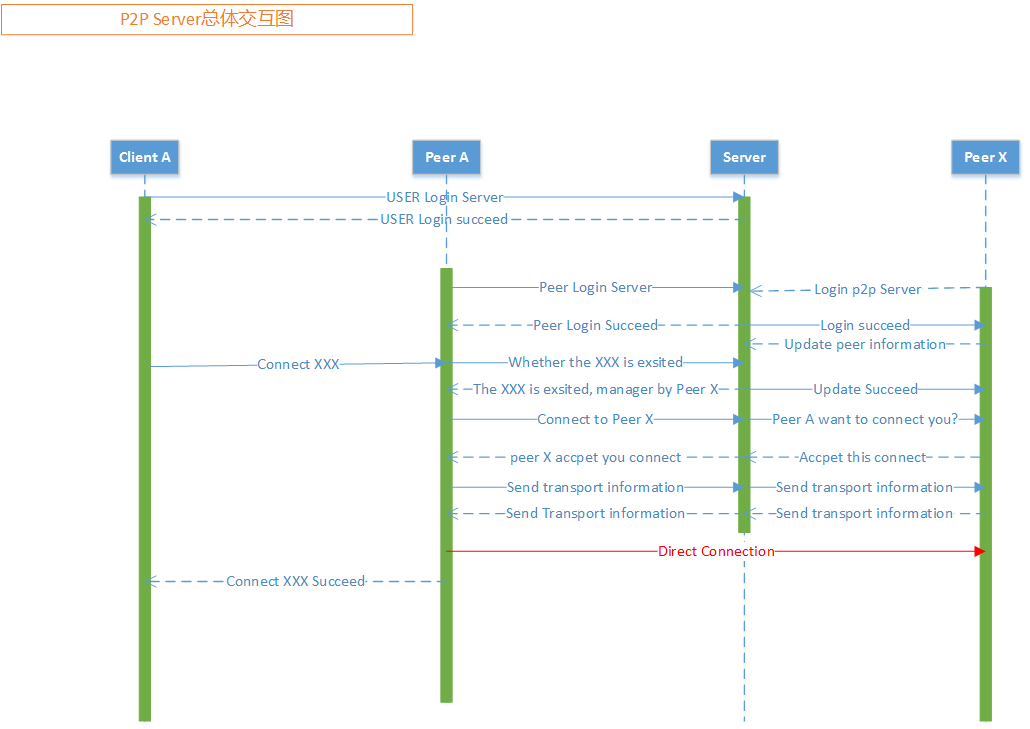 P2P Server总体交互图
Client A
Peer A
Server
Peer X
USER Login Server
USER Login succeed
Peer Login Server
Login p2p Server
Peer Login Succeed
Login succeed
Update peer information
Connect XXX
Whether the XXX is exsited
The XXX is exsited, manager by Peer X
Update Succeed
Connect to Peer X
Peer A want to connect you?
peer X accpet you connect
Accpet this connect
Send transport information
Send transport information
Send Transport information
Send transport information
Direct Connection
Connect XXX Succeed